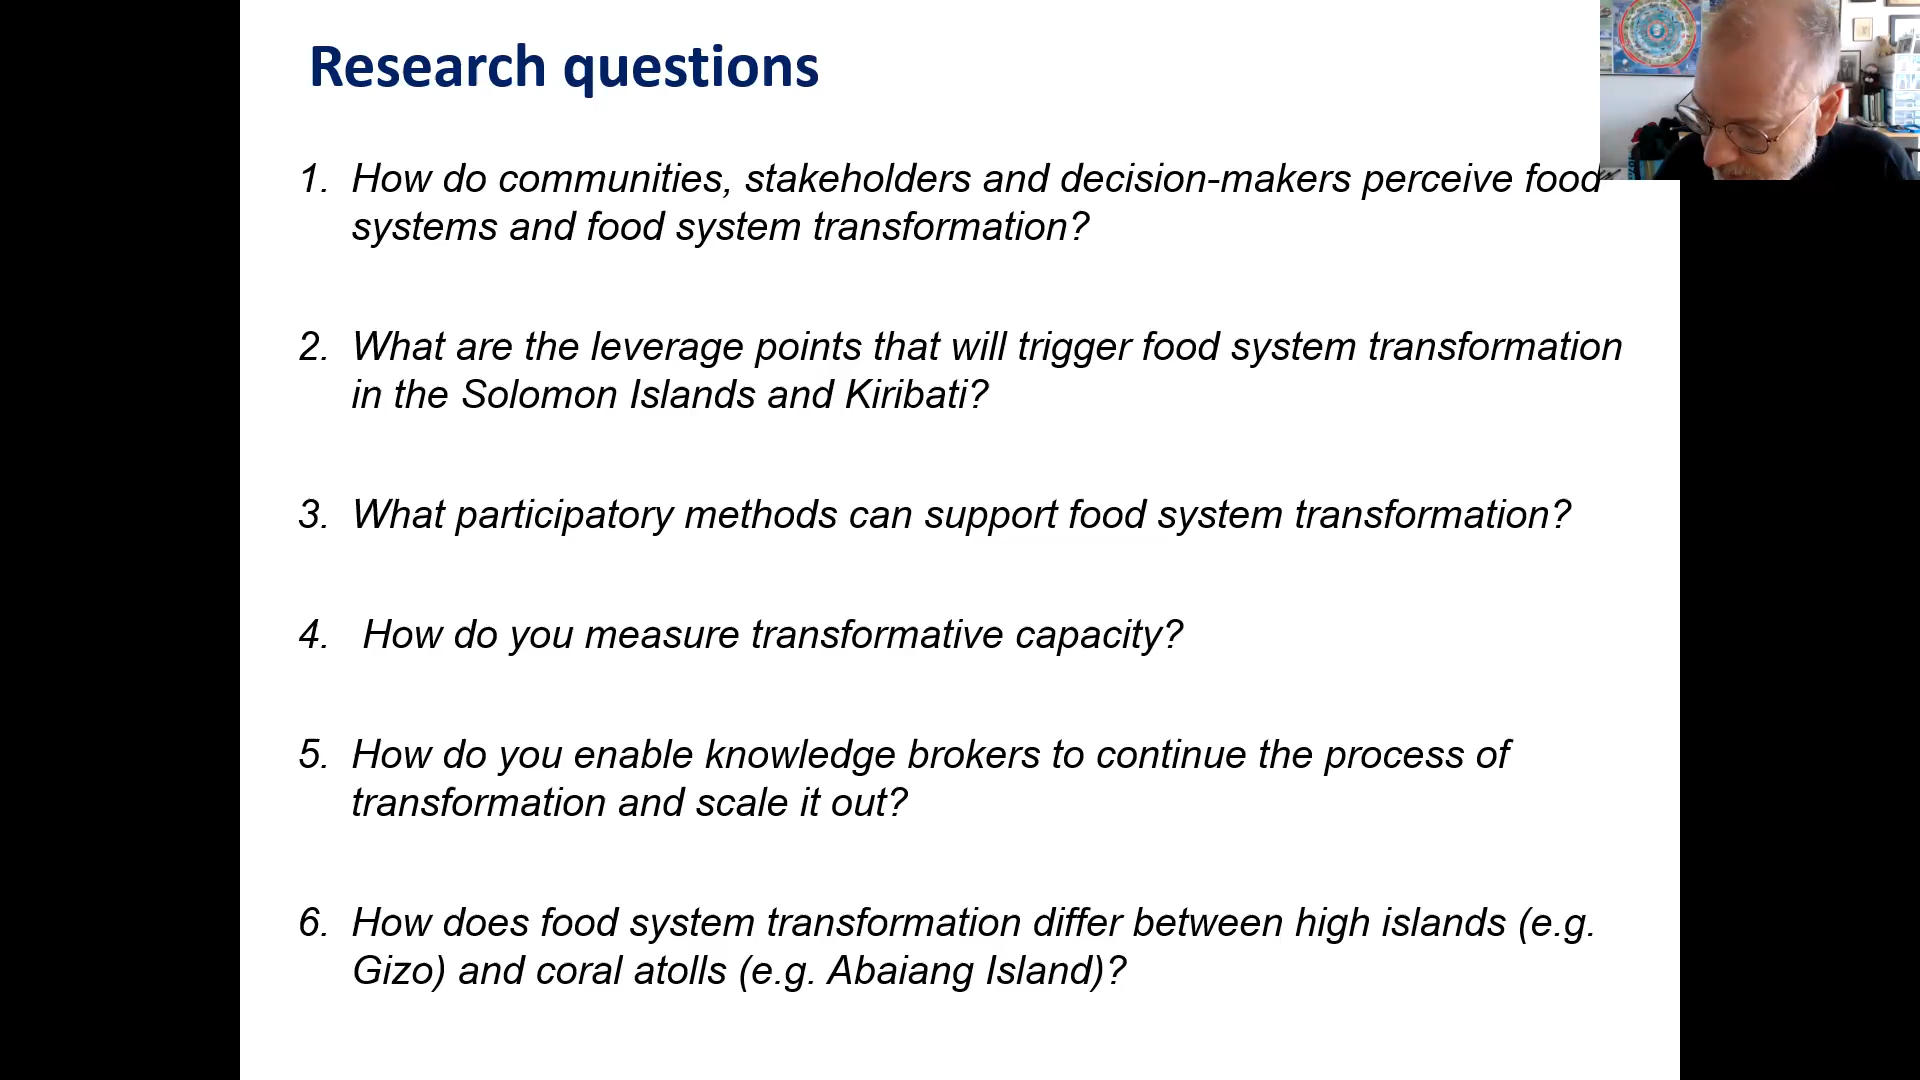 Research questions
1. How do communities, stakeholders and decision-makers perceive food
systems and food system transformation?
2. What are the leverage points that will trigger food system transformation
in the Solomon Islands and Kiribati?
3. What participatory methods can support food system transformation?
4. How do you measure transformative capacity?
5. How do you enable knowledge brokers to continue the process of
transformation and scale it out?
6. How does food system transformation differ between high islands (e.g.
Gizo) and coral atolls (e.g. Abaiang Island)?